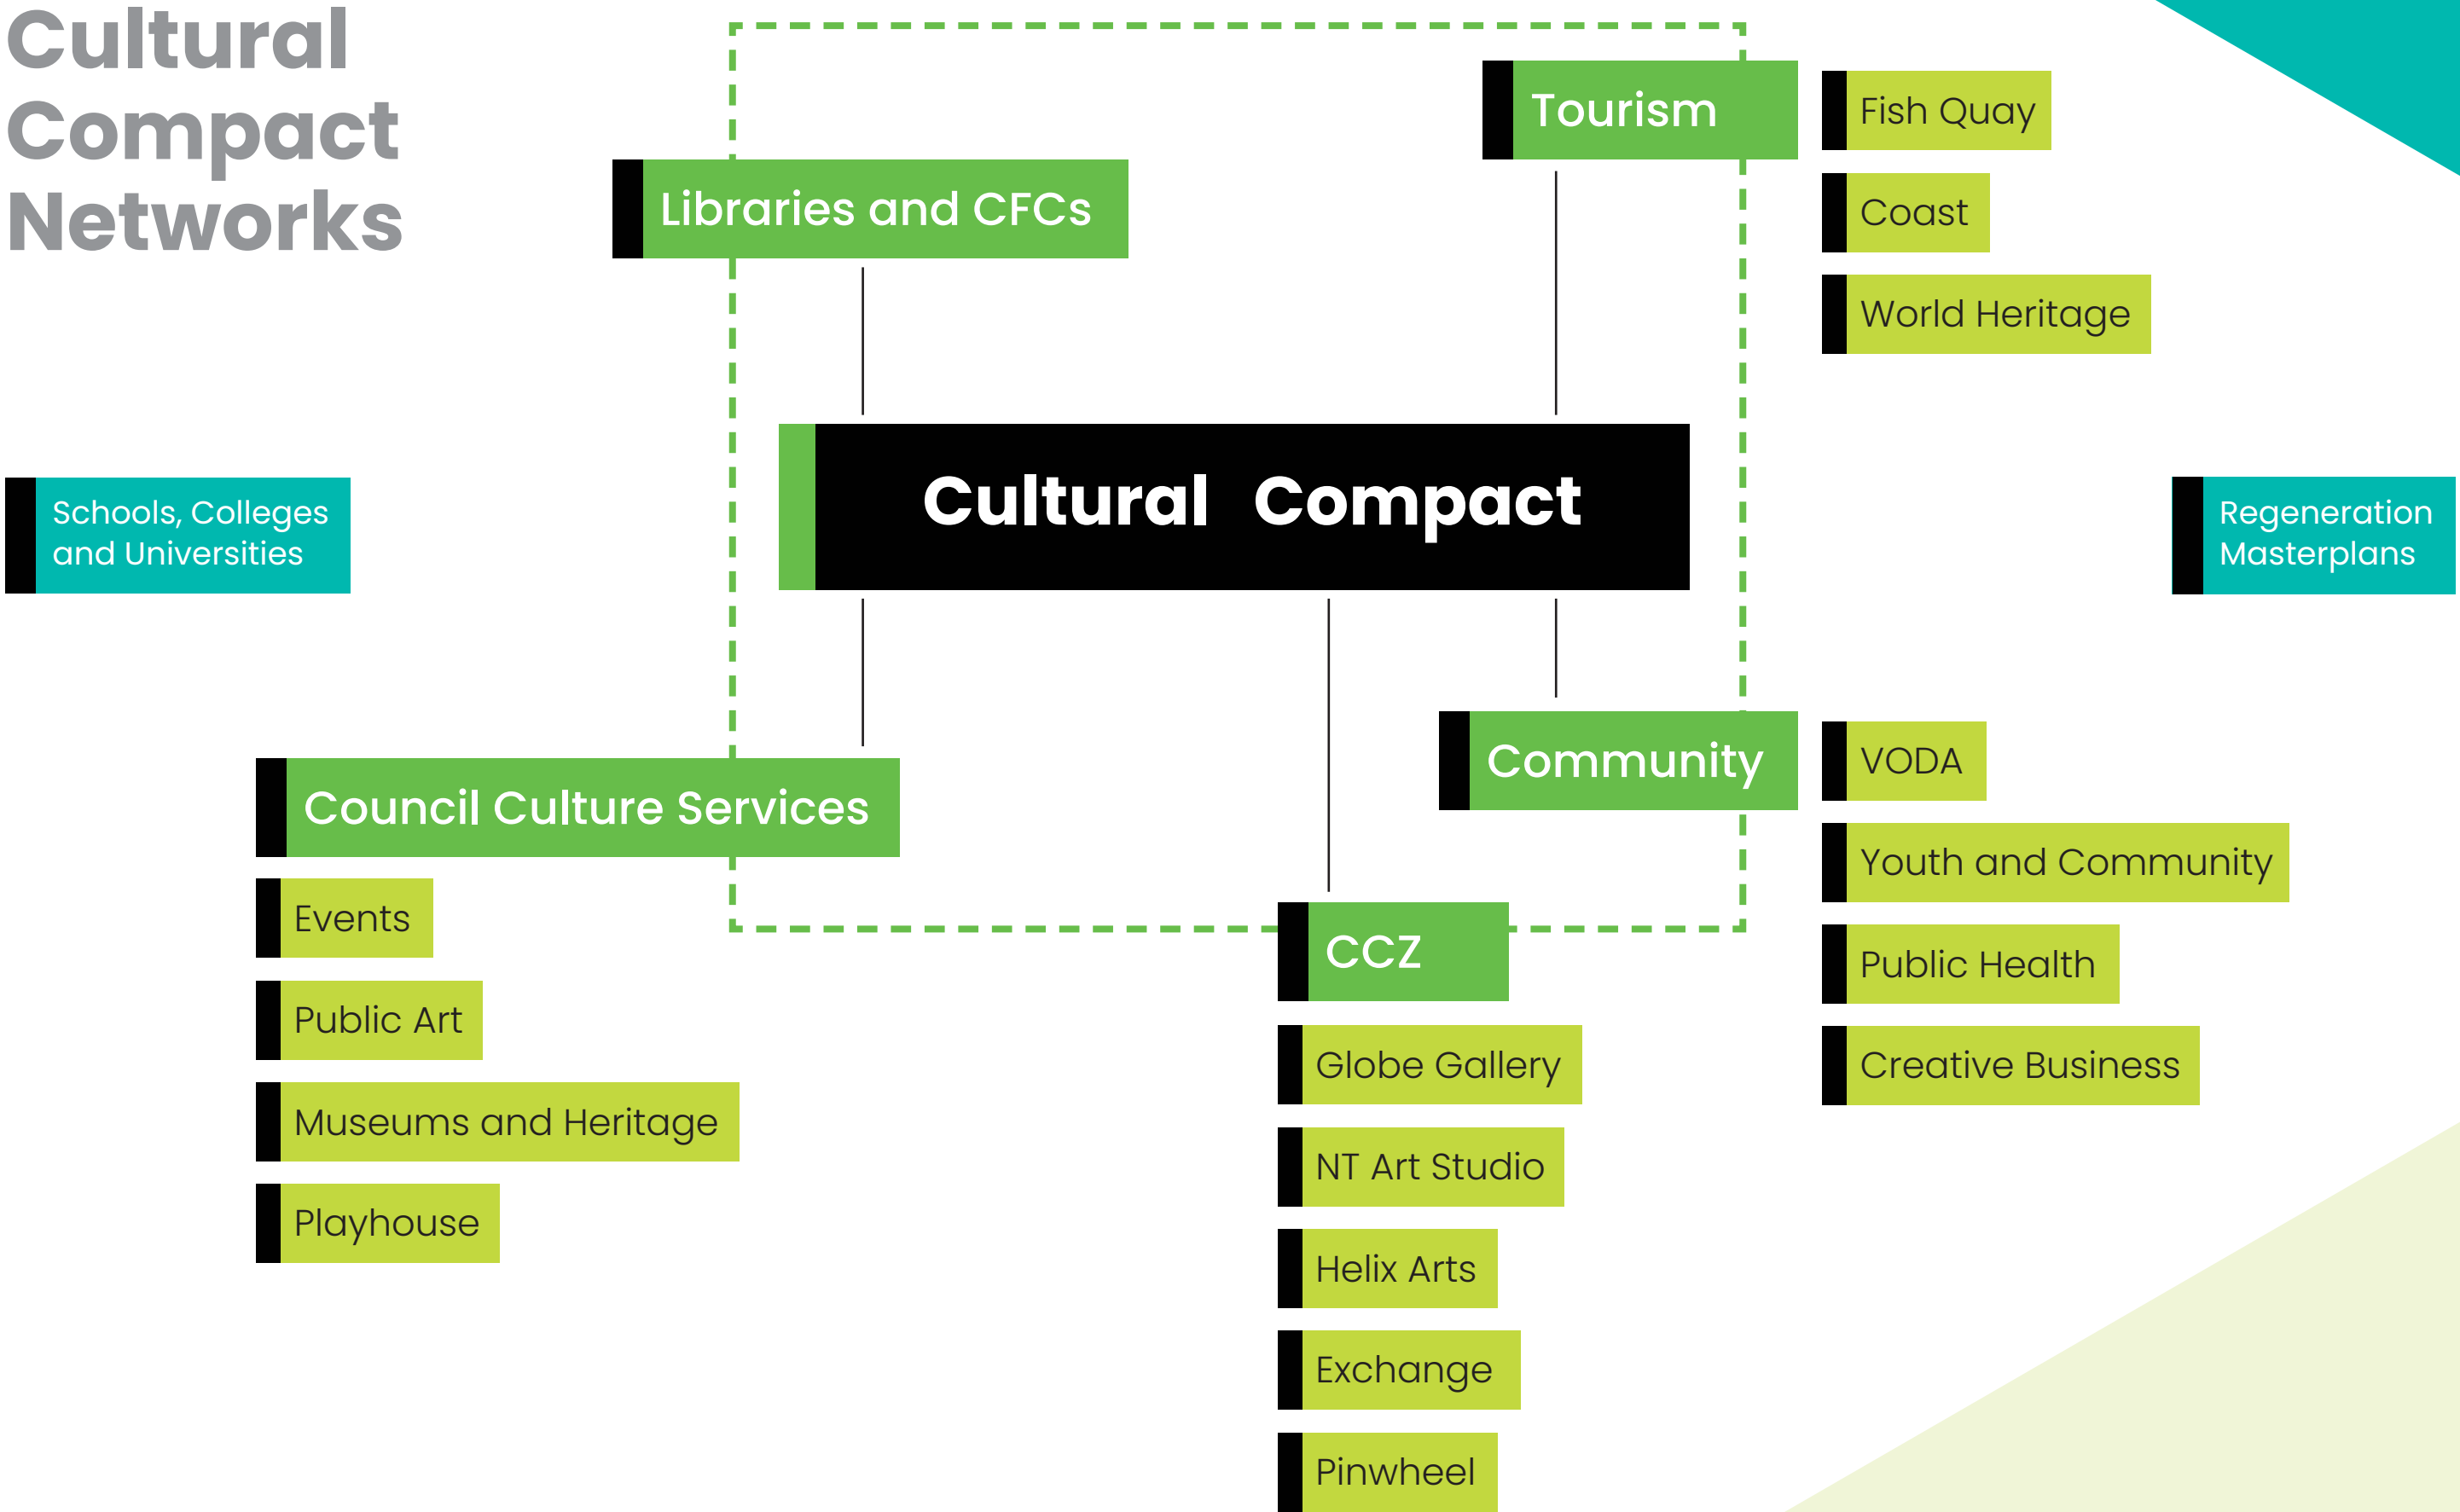 Cultural
Compact
Networks
Tourism
Fish Quay
Coast
World Heritage
Libraries and CFCs
Cultural Compact
Schools, Colleges
and Universities
Regeneration
Masterplans
Council Culture Services
Events
Public Art
Museums and Heritage
Playhouse
Community
VODA
Youth and Community
Public Health
Creative Business
CCZ
Globe Gallery
NT Art Studio
Helix Arts
Exchange
Pinwheel